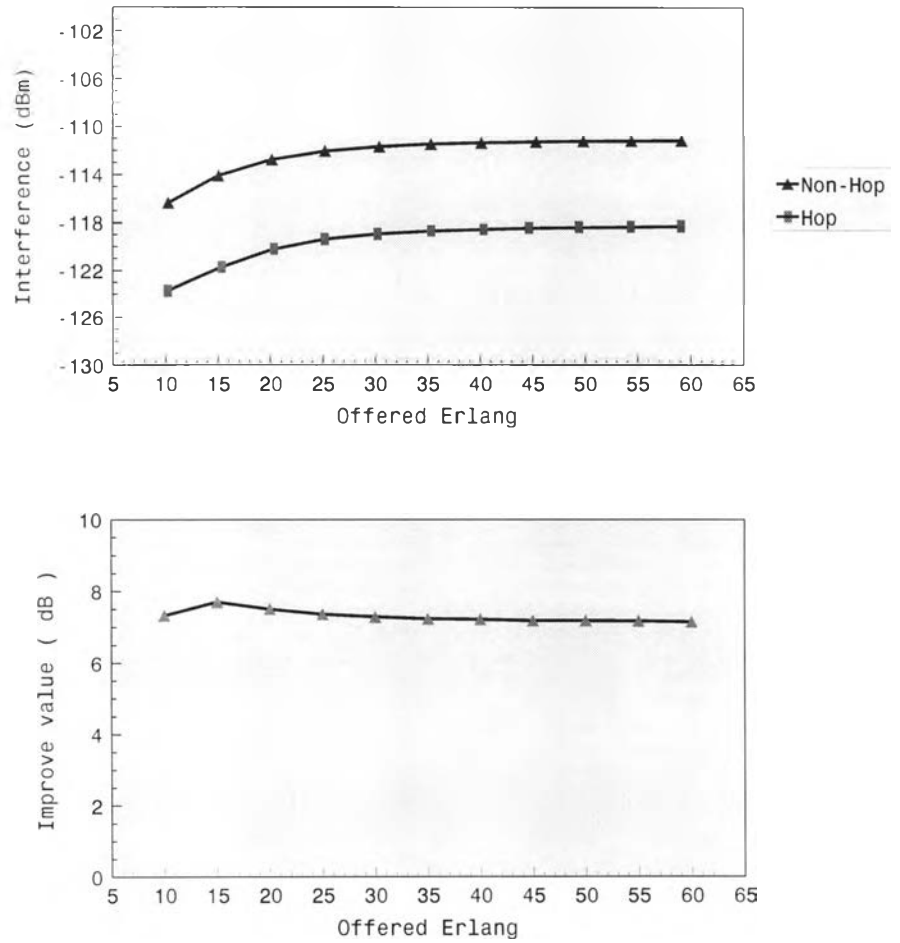 Interference (dBm)
-102
-106
-110
-114
-118
-122
-126
-130
5 10 15 20 25 30 35 40 45 50 55 60 65
Offered Erlang
Non-Hop
Hop
Improve value ( dB )
10
8
6
4
2
0
5 10 15 20 25 30 35 40 45 50 55 60 65
Offered Erlang